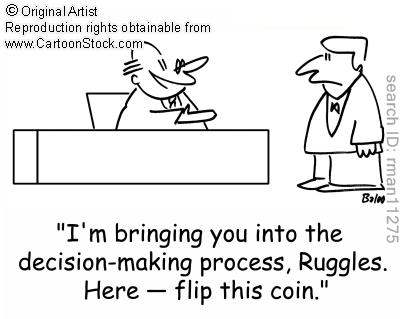 © Original Artist
Reproduction rights obtainable from
www.CartoonStock.com
search ID: rman11275
Baloo
"I'm bringing you into the
decision-making process, Ruggles.
Here — flip this coin."